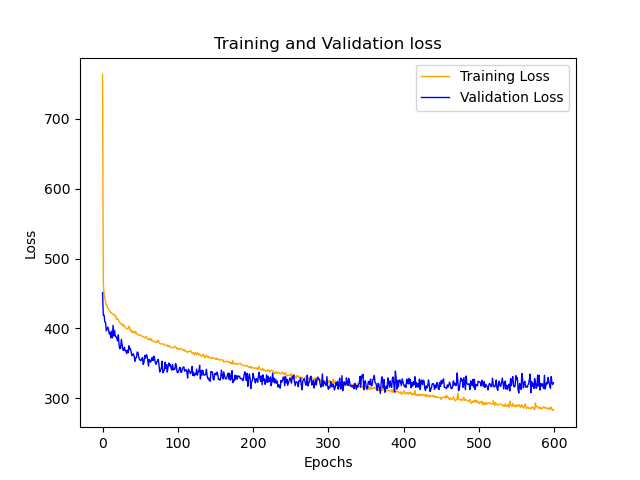 Training and Validation loss
Training Loss
Validation Loss
700
600
500
400
300
Loss
0 100 200 300 400 500 600
Epochs